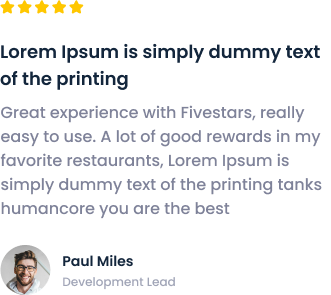 Lorem Ipsum is simply dummy text
of the printing
Great experience with Fivestars, really
easy to use. A lot of good rewards in my
favorite restaurants, Lorem Ipsum is
simply dummy text of the printing tanks
humancore you are the best
Paul Miles
Development Lead